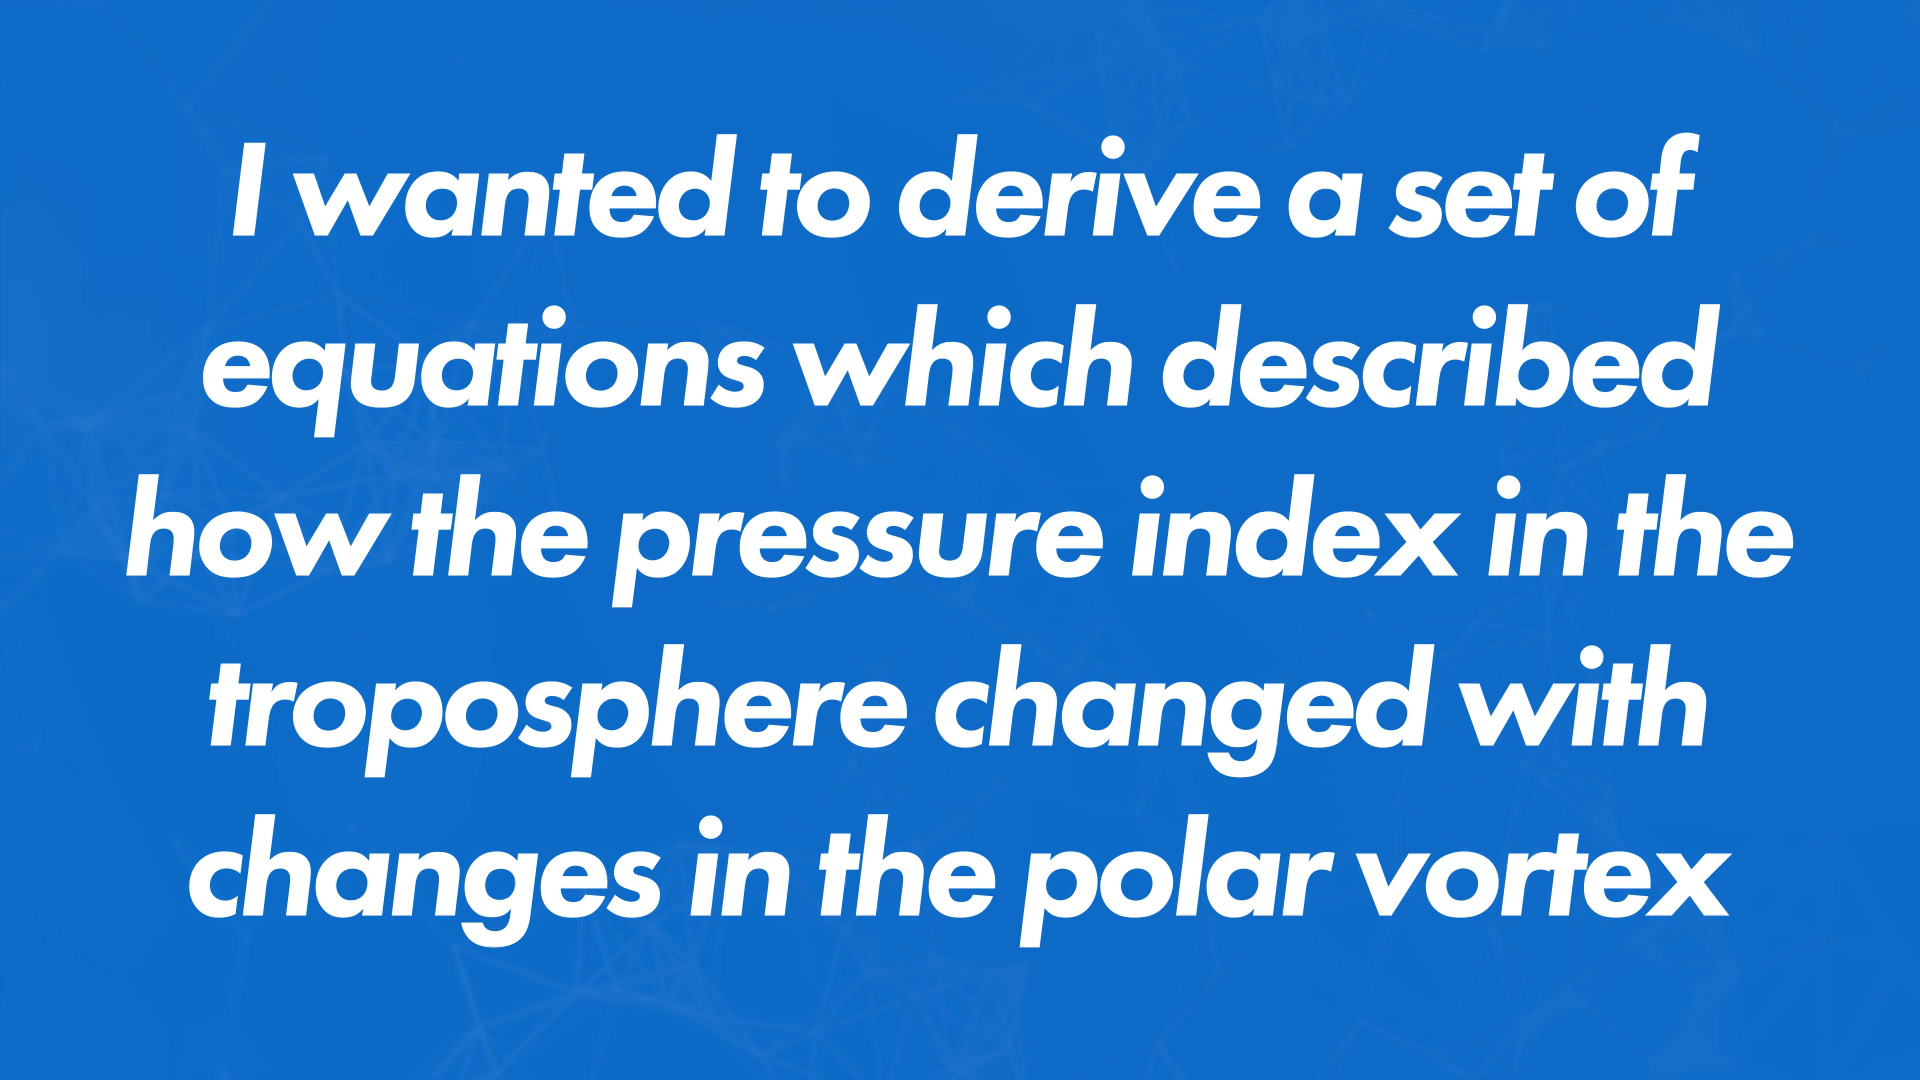 I wanted to derive a set of
equations which described
how the pressure index in the
troposphere changed with
changes in the polar vortex